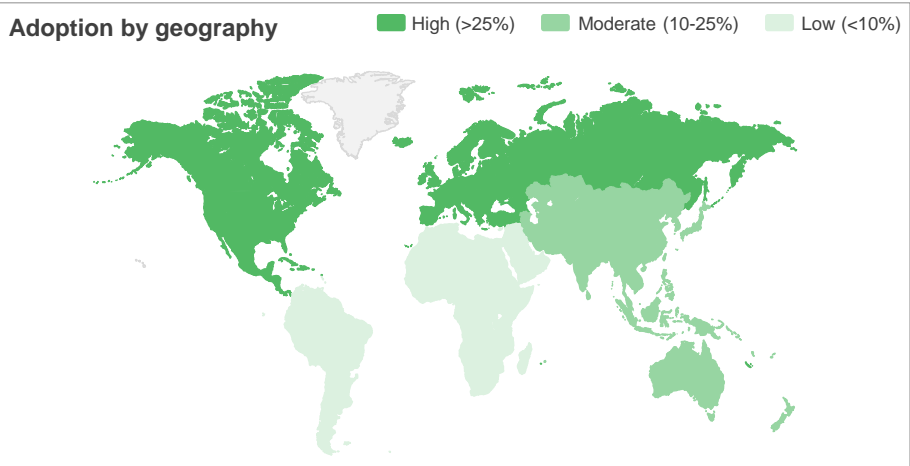 Adoption by geography
High (>25%)
Moderate (10-25%)
Low (<10%)